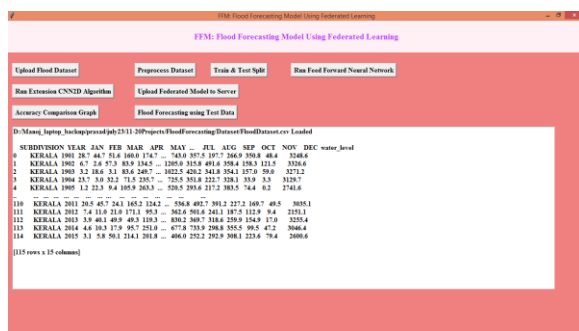 FFM: Flood Forecasting Model Using Federated Learning
FFM: Flood Forecasting Model Using Federated Learning
Upload Flood Dataset Preprocess Dataset Train & Test Split Run Feed Forward Neural Network
Run Extension CNN2D Algorithm Upload Federated Model to Server
Accuracy Comparison Graph Flood Forecasting using Test Data
D:/Manoj_laptop_backup/prasad/july23/11-20Projects/FloodForecasting/Dataset/FloodDataset.csv Loaded
SUBDIVISION YEAR JAN FEB MAR APR MAY ... JUL AUG SEP OCT NOV DEC water_level
0 KERALA 1901 28.7 44.7 51.6 160.0 174.7 ... 743.0 357.5 197.7 266.9 350.8 48.4 3248.6
1 KERALA 1902 6.7 2.6 57.3 83.9 134.5 ... 1205.0 315.8 491.6 358.4 158.3 121.5 3326.6
2 KERALA 1903 3.2 18.6 3.1 83.6 249.7 ... 1022.5 420.2 341.8 354.1 157.0 59.0 3271.2
3 KERALA 1904 23.7 3.0 32.2 71.5 235.7 ... 725.5 351.8 222.7 328.1 33.9 3.3 3129.7
4 KERALA 1905 1.2 22.3 9.4 105.9 263.3 ... 520.5 293.6 217.2 383.5 74.4 0.2 2741.6
... ... ... ... ... ... ... ... ... ... ... ... ... ... ...
110 KERALA 2011 20.5 45.7 24.1 165.2 124.2 ... 536.8 492.7 391.2 227.2 169.7 49.5 3035.1
111 KERALA 2012 7.4 11.0 21.0 171.1 95.3 ... 362.6 501.6 241.1 187.5 112.9 9.4 2151.1
112 KERALA 2013 3.9 40.1 49.9 49.3 119.3 ... 830.2 369.7 318.6 259.9 154.9 17.0 3255.4
113 KERALA 2014 4.6 10.3 17.9 95.7 251.0 ... 677.8 733.9 298.8 355.5 99.5 47.2 3046.4
114 KERALA 2015 3.1 5.8 50.1 214.1 201.8 ... 406.0 252.2 292.9 308.1 223.6 79.4 2600.6
[115 rows x 15 columns]